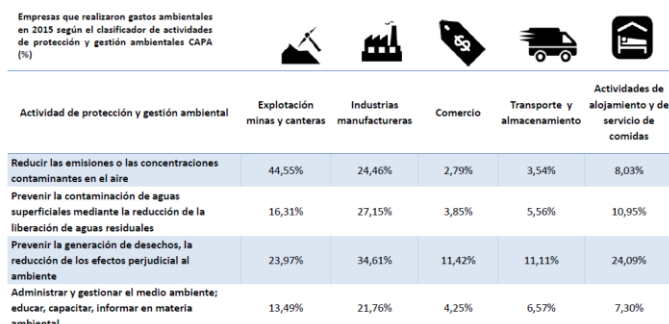 Empresas que realizaron gastos ambientales
en 2015 según el clasificador de actividades
de protección y gestión ambientales CAPA
(%)
Actividad de protección y gestión ambiental
Explotación
minas y canteras
Industrias
manufactureras
Comercio
Transporte y
almacenamiento
Actividades de
alojamiento y de
servicio de
comidas
Reducir las emisiones o las concentraciones
contaminantes en el aire
44,55% 24,46% 2,79% 3,54% 8,03%
Prevenir la contaminación de aguas
superficiales mediante la reducción de la
liberación de aguas residuales
16,31% 27,15% 3,85% 5,56% 10,95%
Prevenir la generación de desechos, la
reducción de los efectos perjudicial al
ambiente
23,97% 34,61% 11,42% 11,11% 24,09%
Administrar y gestionar el medio ambiente;
educar, capacitar, informar en materia
ambiental
13,49% 21,76% 4,25% 6,57% 7,30%